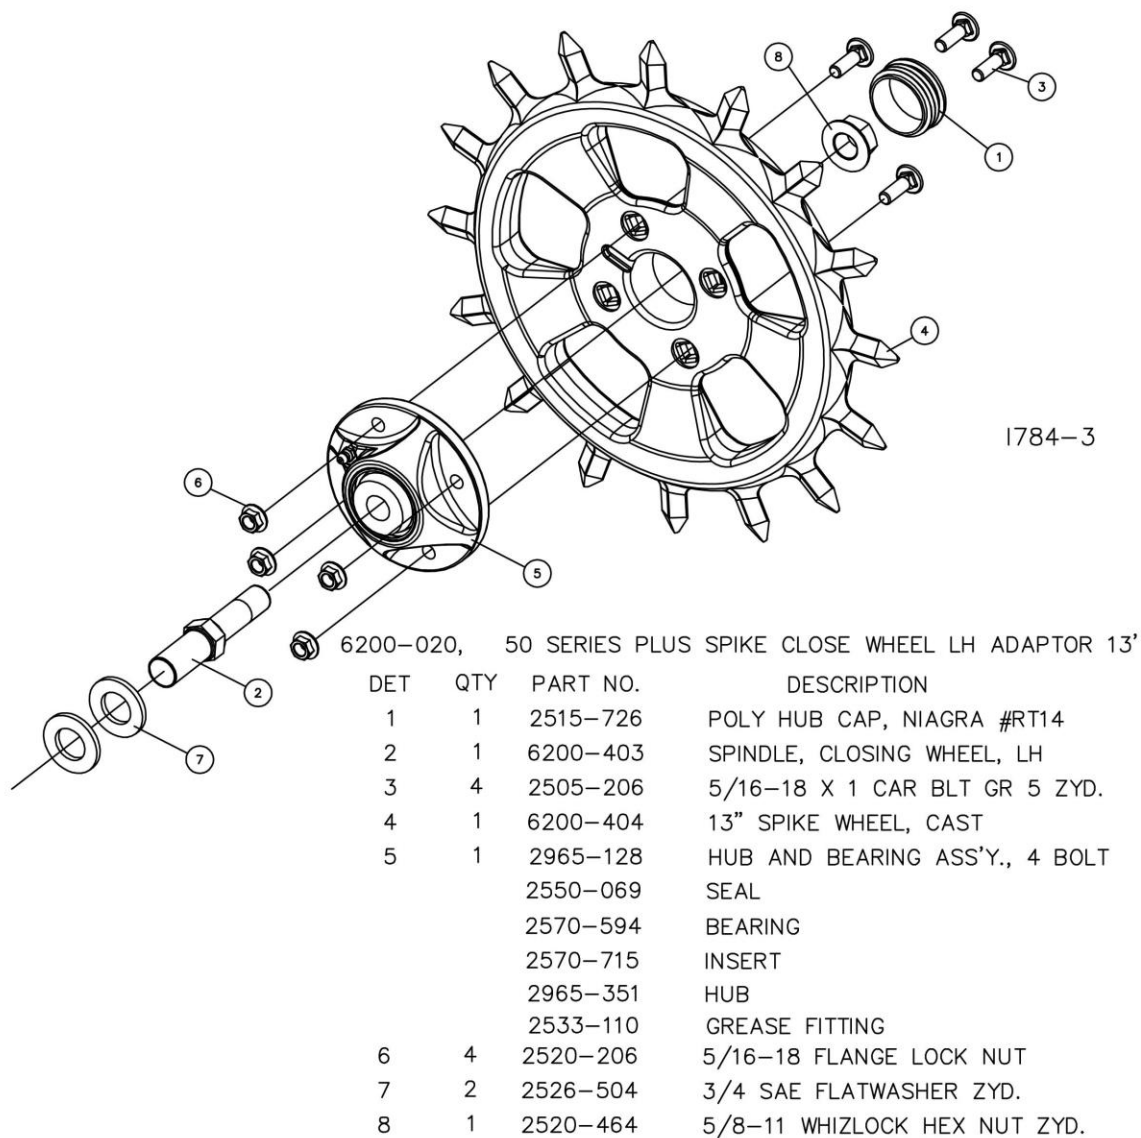 8
3
1
4
1784-3
6
5
2
7
6200-020, 50 SERIES PLUS SPIKE CLOSE WHEEL LH ADAPTOR 13'
DET QTY PART NO. DESCRIPTION
1 1 2515-726 POLY HUB CAP, NIAGRA #RT14
2 1 6200-403 SPINDLE, CLOSING WHEEL, LH
3 4 2505-206 5/16-18 X 1 CAR BLT GR 5 ZYD.
4 1 6200-404 13" SPIKE WHEEL, CAST
5 1 2965-128 HUB AND BEARING ASS'Y., 4 BOLT
2550-069 SEAL
2570-594 BEARING
2570-715 INSERT
2965-351 HUB
2533-110 GREASE FITTING
6 4 2520-206 5/16-18 FLANGE LOCK NUT
7 2 2526-504 3/4 SAE FLATWASHER ZYD.
8 1 2520-464 5/8-11 WHIZLOCK HEX NUT ZYD.